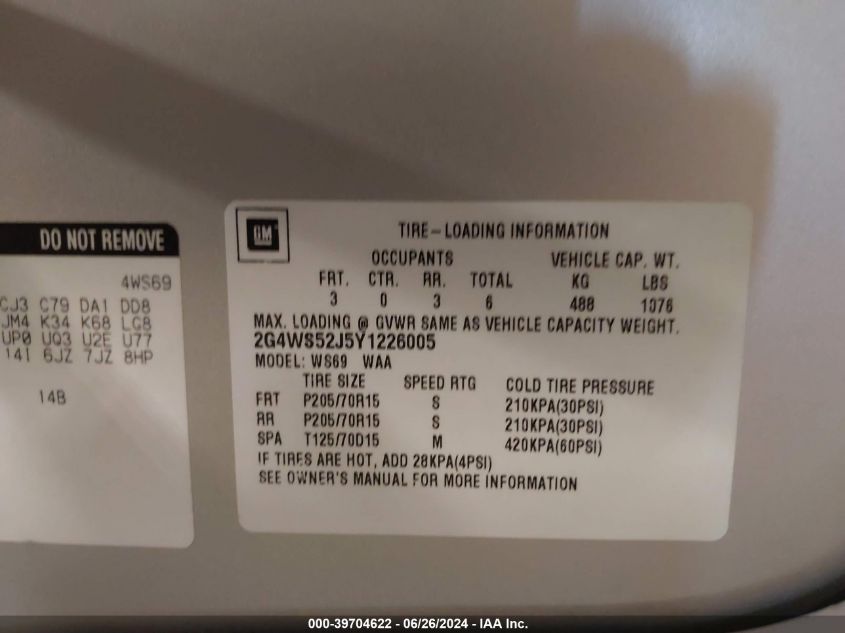 DO NOT REMOVE
4WS69
CJ3 C79 DA1 DD8
JM4 K34 K68 LG8
UP0 UQ3 U2E U77
141 6JZ 7JZ 8HP
14B
GM
TIRE-LOADING INFORMATION
OCCUPANTS VEHICLE CAP. WT.
FRT. CTR. RR. TOTAL KG LBS
3 0 3 6 488 1076
MAX. LOADING @ GVWR SAME AS VEHICLE CAPACITY WEIGHT.
2G4WS52J5Y1226005
MODEL: WS69 WAA
TIRE SIZE SPEED RTG COLD TIRE PRESSURE
FRT P205/70R15 S 210KPA(30PSI)
RR P205/70R15 S 210KPA(30PSI)
SPA T125/70D15 M 420KPA(60PSI)
IF TIRES ARE HOT, ADD 28KPA(4PSI)
SEE OWNER'S MANUAL FOR MORE INFORMATION
000-39704622 - 06/26/2024 - IAA Inc.